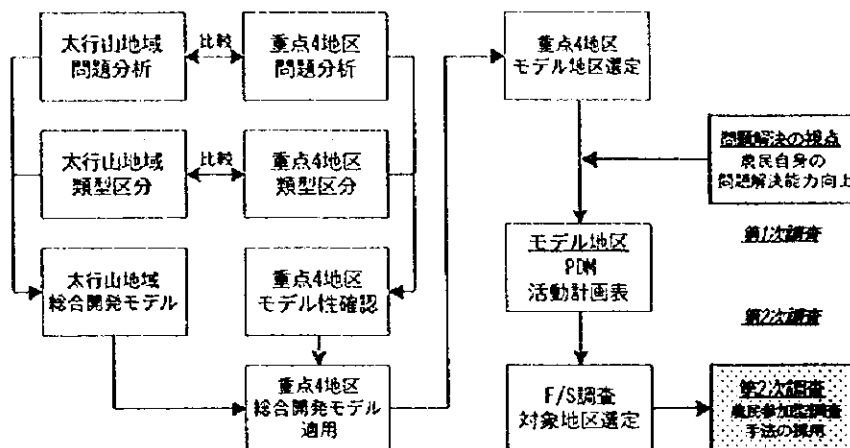 太行山地域
問題分析
比較
重点4地区
問題分析
太行山地域
類型区分
比較
重点4地区
類型区分
太行山地域
総合開発モデル
重点4地区
モデル性確認
重点4地区
総合開発モデル
適用
重点4地区
モデル地区選定
問題解決の視点
農民自身の
問題解決能力向上
第1次調査
モデル地区
PDM
活動計画表
第2次調査
F/S調査
対象地区選定
第2次調査
農民参加型調査
手法の採用